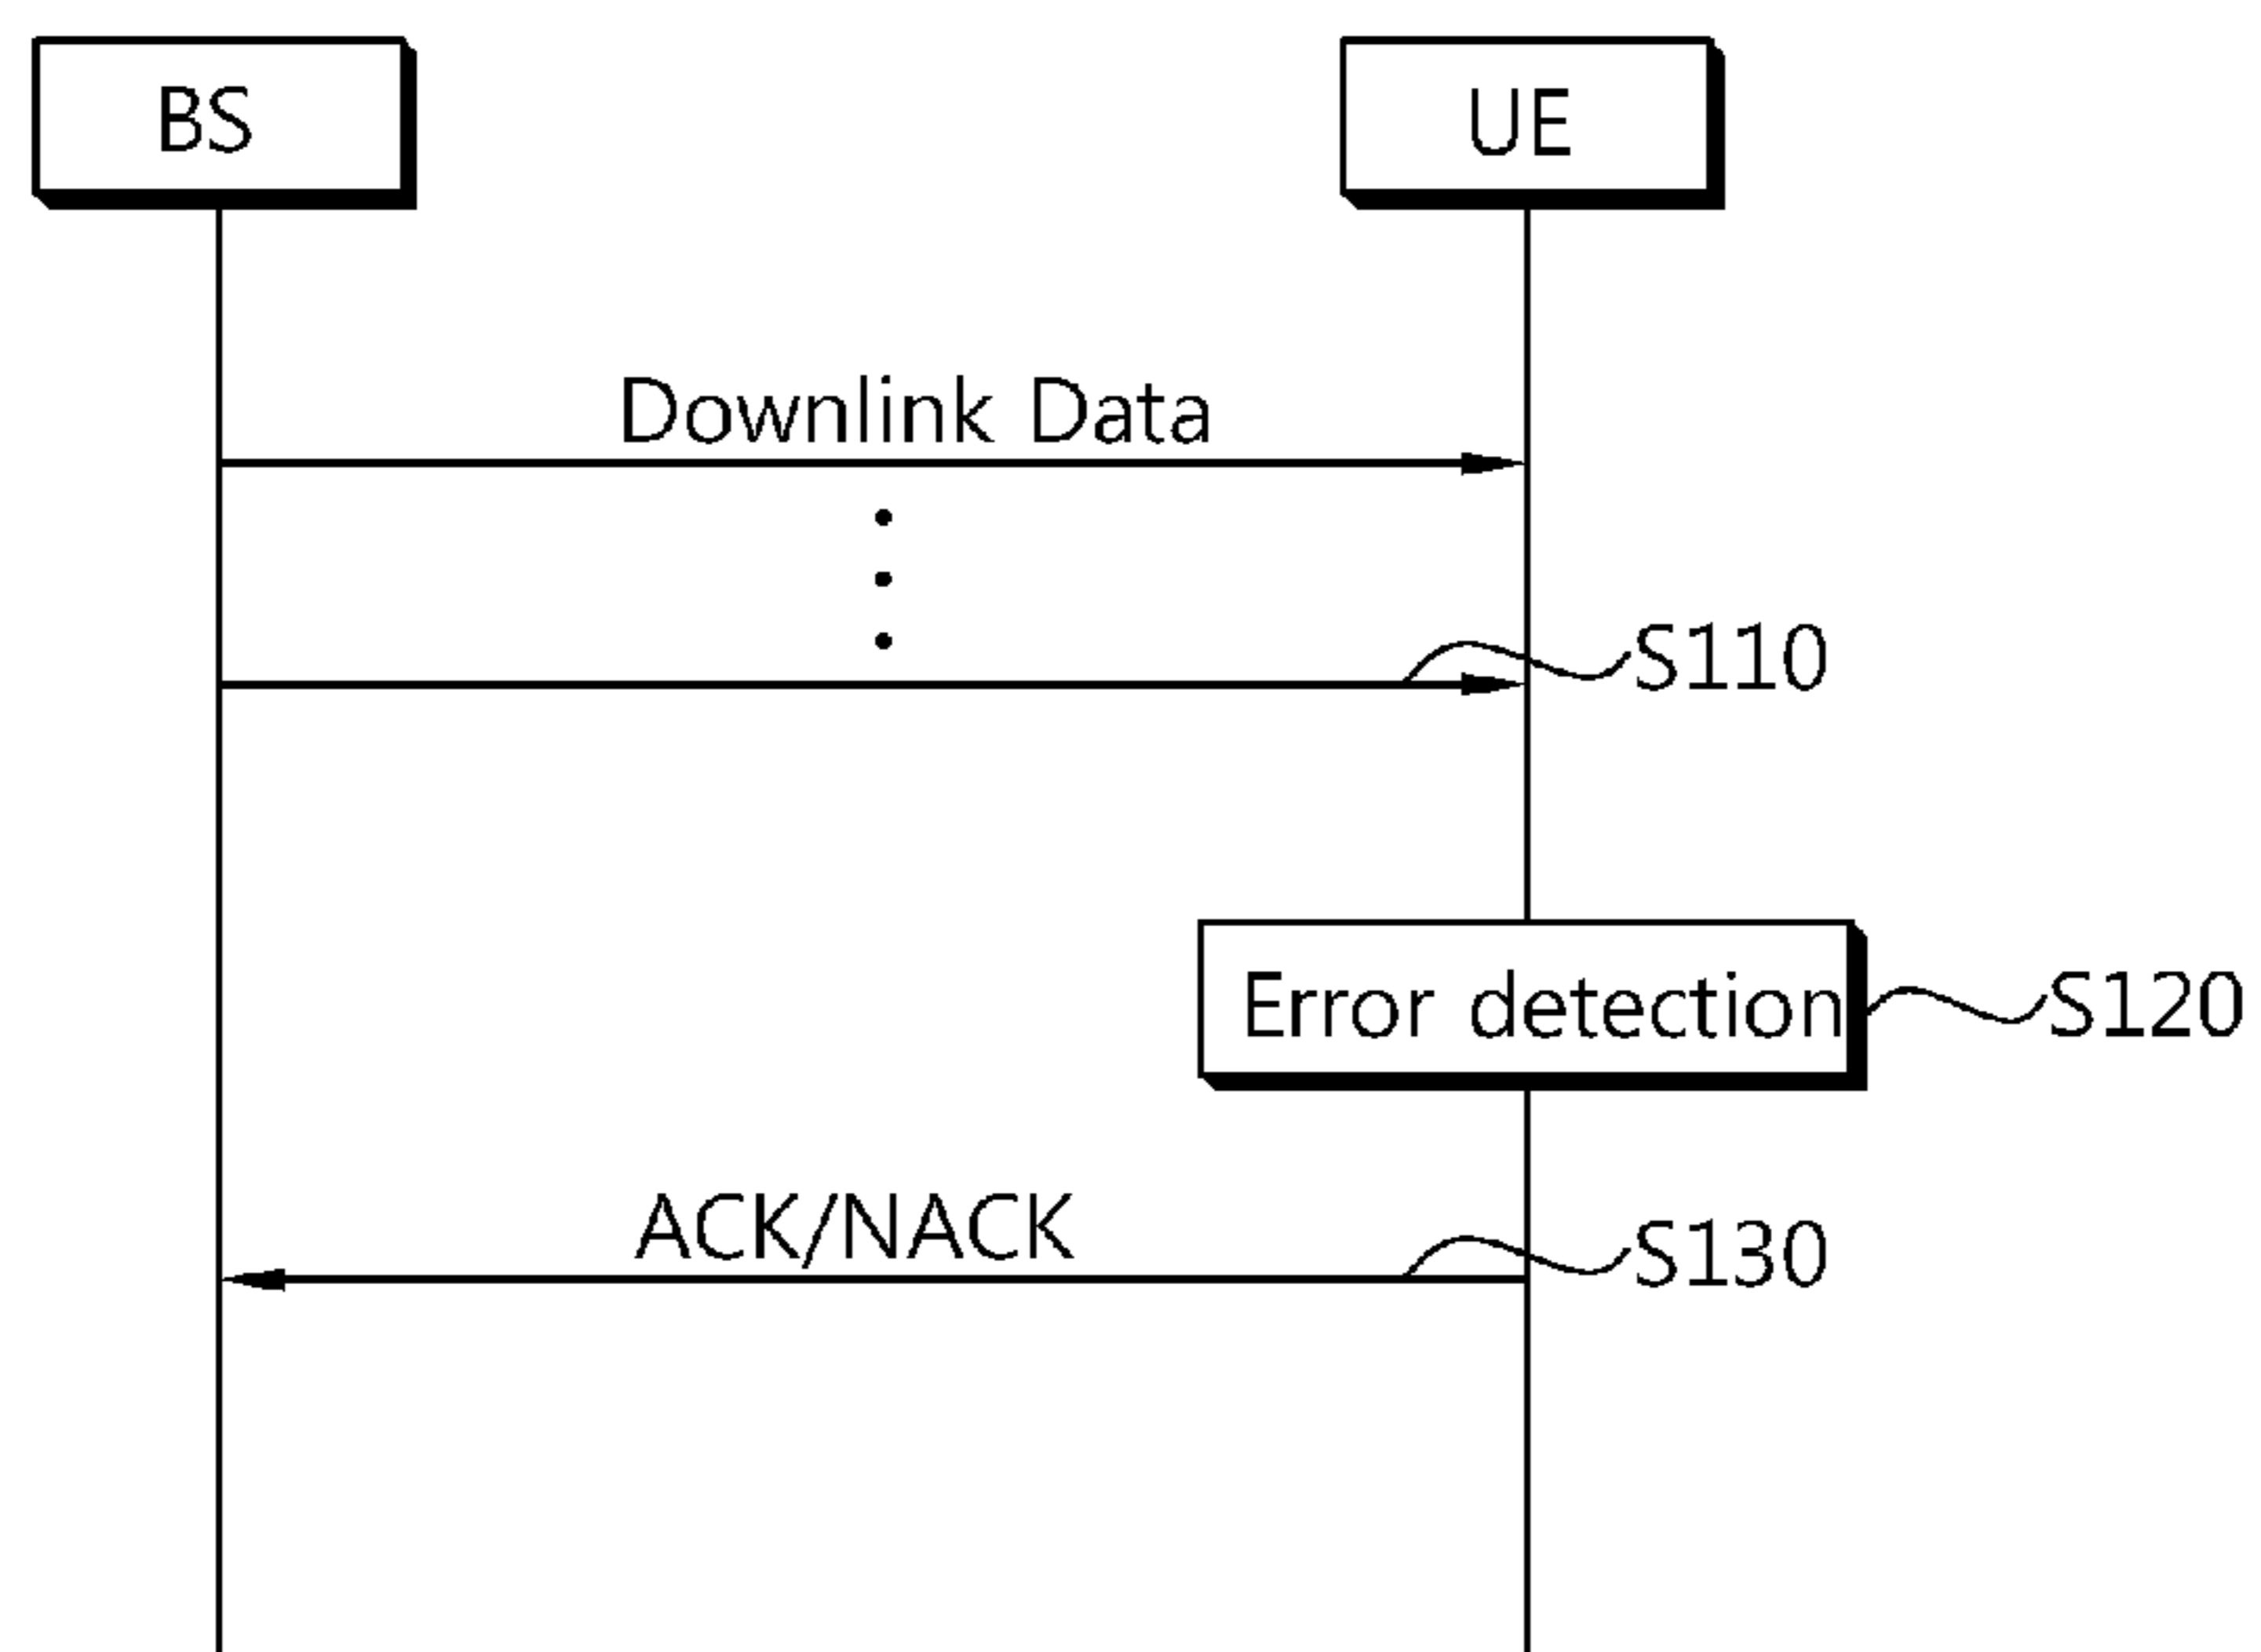 BS
UE
Downlink Data
S110
Error detection
S120
ACK/NACK
S130